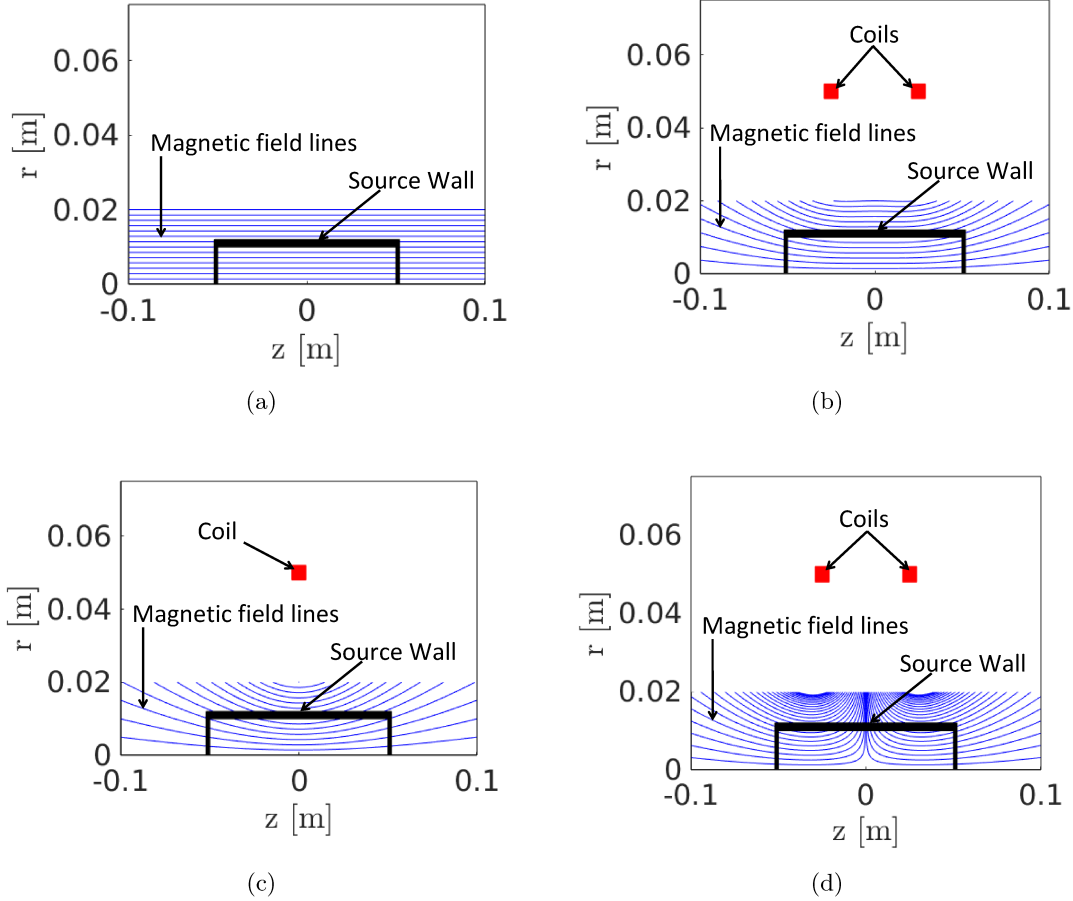 0.06
0.04
0.02
0
r [m]
Magnetic field lines
Source Wall
-0.1
0
0.1
z [m]
(a)
Coils
0.06
0.04
0.02
0
r [m]
Magnetic field lines
Source Wall
-0.1
0
0.1
z [m]
(b)
Coil
0.06
0.04
0.02
0
r [m]
Magnetic field lines
Source Wall
-0.1
0
0.1
z [m]
(c)
Coils
0.06
0.04
0.02
0
r [m]
Magnetic field lines
Source Wall
-0.1
0
0.1
z [m]
(d)